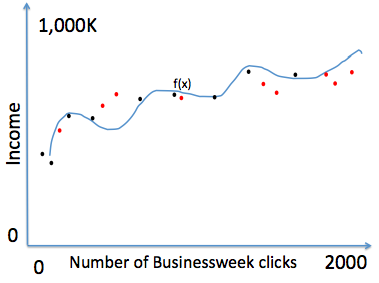 1,000K
f(x)
Income
0
0 Number of Businessweek clicks 2000